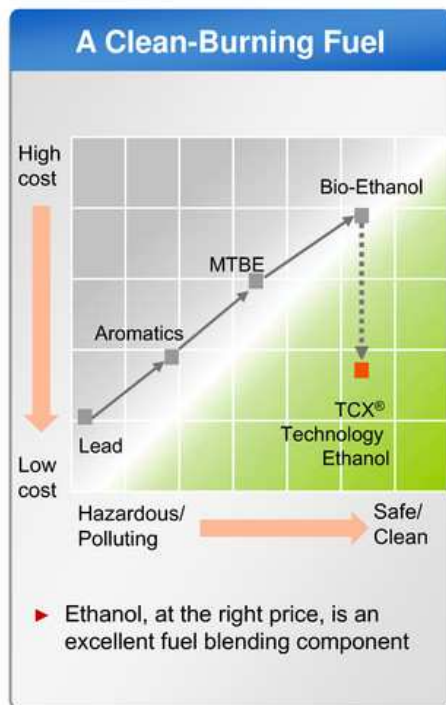 A Clean-Burning Fuel
High
cost
Bio-Ethanol
MTBE
Aromatics
TCX®
Technology
Ethanol
Lead
Low
cost
Hazardous/
Polluting
Safe/
Clean
► Ethanol, at the right price, is an
excellent fuel blending component